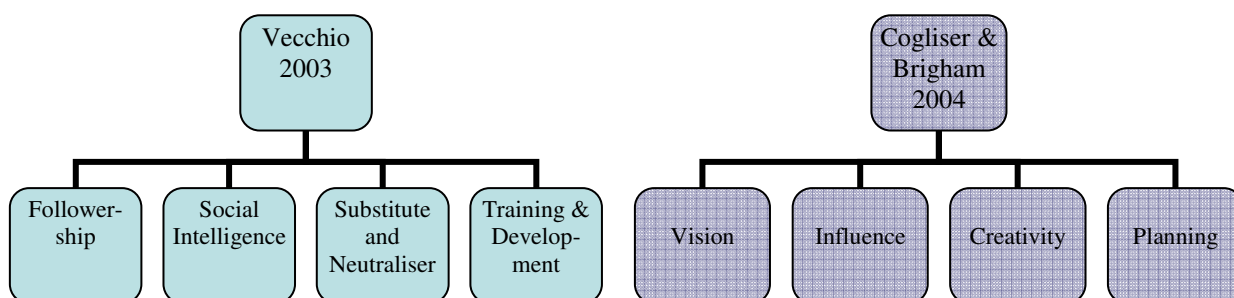 Vecchio
2003
Cogliser &
Brigham
2004
Follower-
ship
Social
Intelligence
Substitute
and
Neutraliser
Training &
Develop-
ment
Vision
Influence
Creativity
Planning